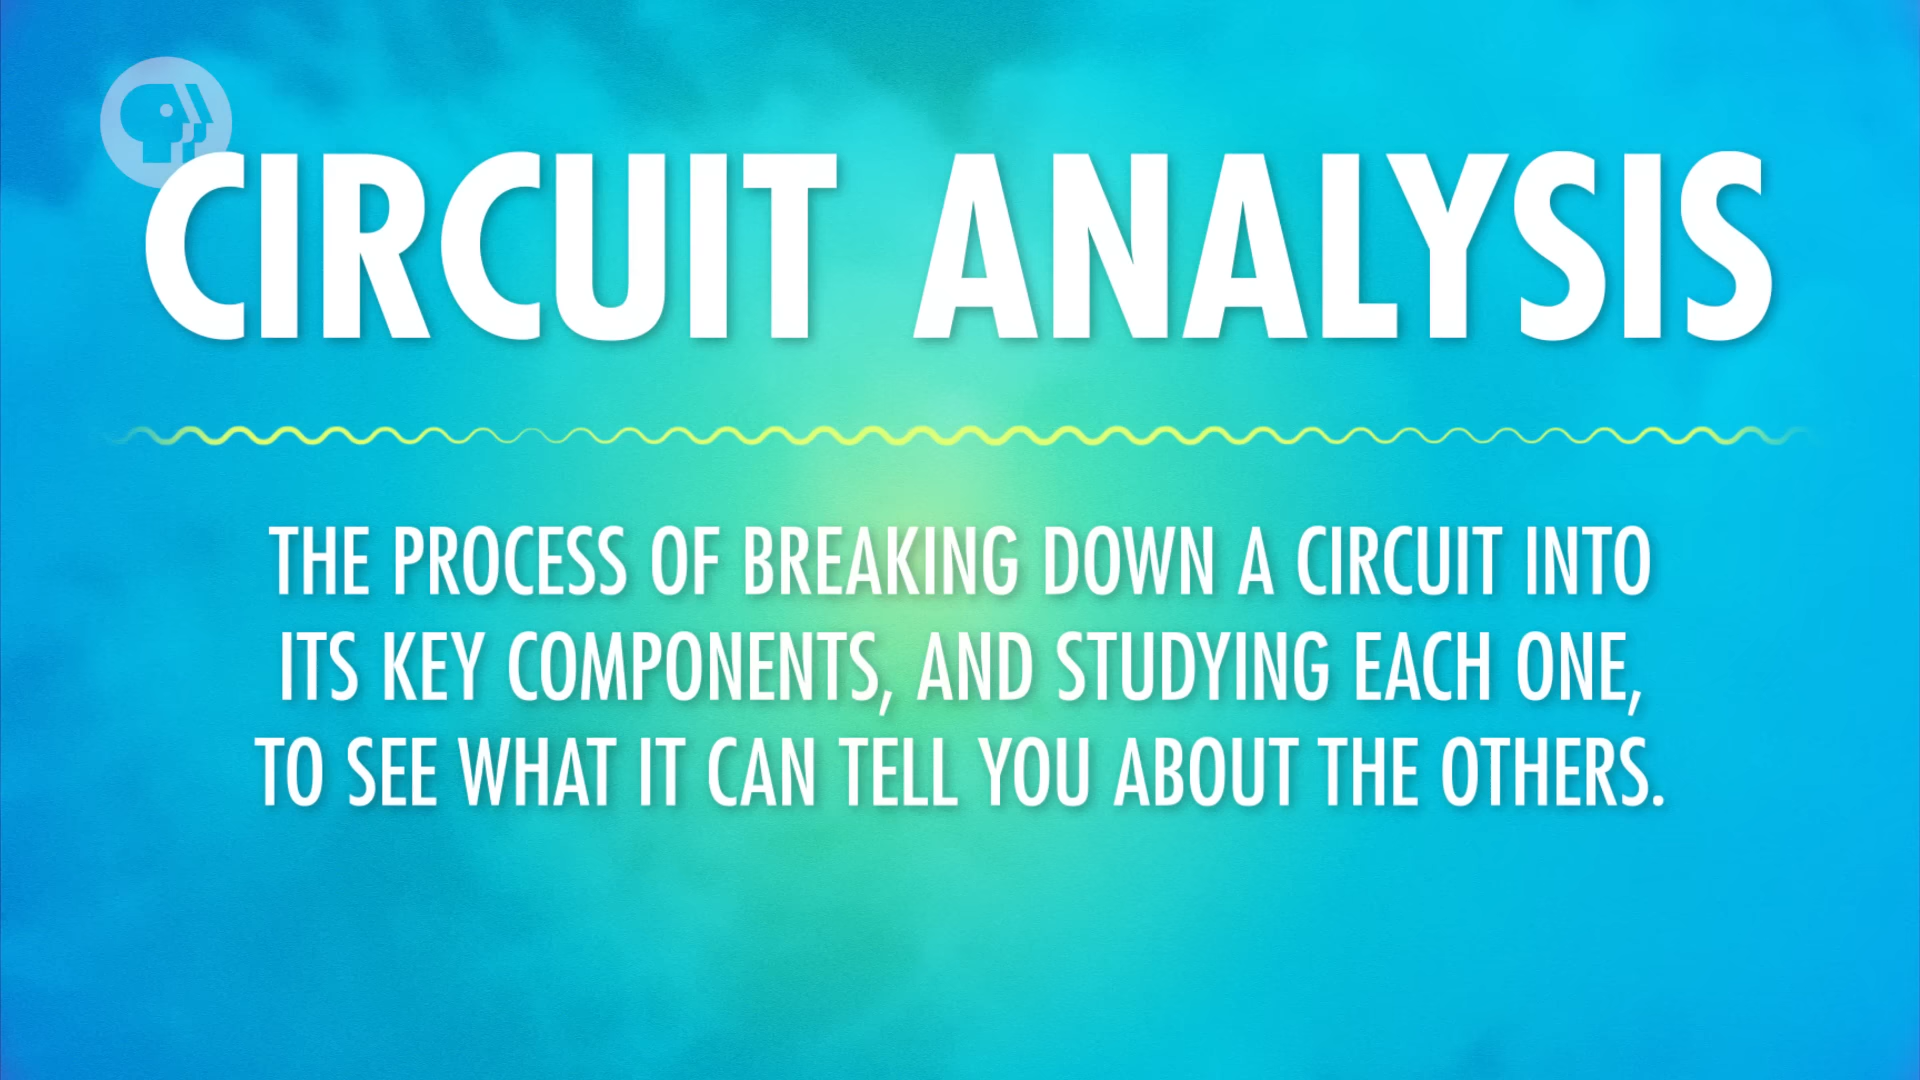 CIRCUIT ANALYSIS
THE PROCESS OF BREAKING DOWN A CIRCUIT INTO
ITS KEY COMPONENTS, AND STUDYING EACH ONE,
TO SEE WHAT IT CAN TELL YOU ABOUT THE OTHERS.